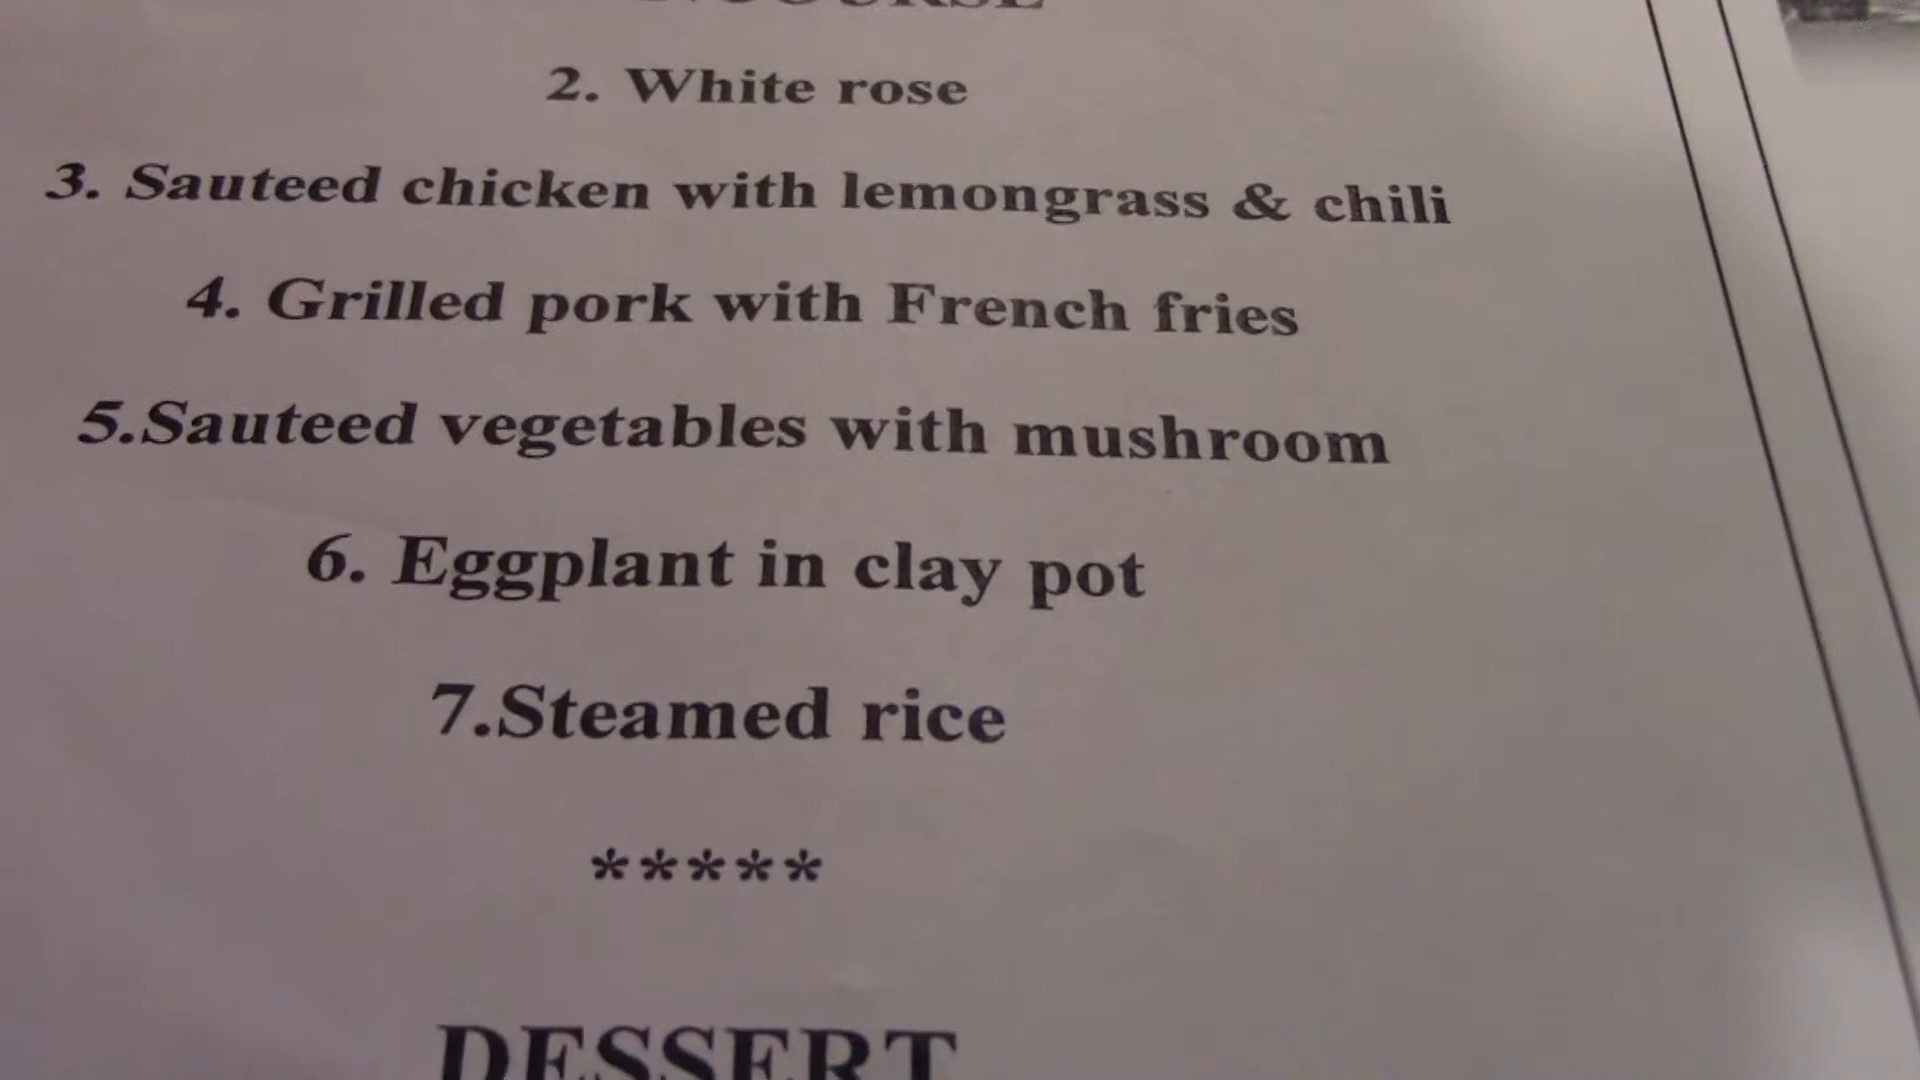 2. White rose
3. Sauteed chicken with lemongrass & chili
4. Grilled pork with French fries
5.Sauteed vegetables with mushroom
6. Eggplant in clay pot
7.Steamed rice
*****
DESSERT